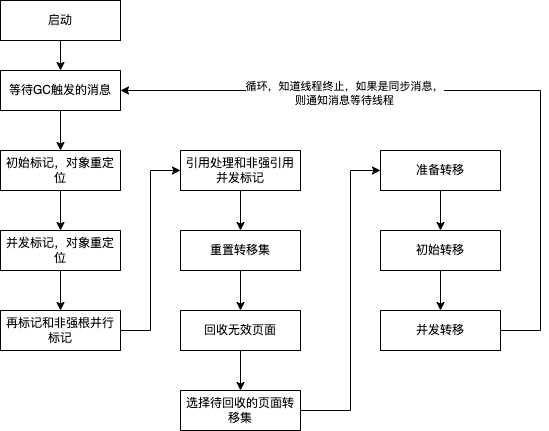 启动
等待GC触发的消息
循环，知道线程终止，如果是同步消息，
则通知消息等待线程
初始标记，对象重定
位
并发标记，对象重定
位
再标记和非强根并行
标记
引用处理和非强引用
并发标记
重置转移集
回收无效页面
选择待回收的页面转
移集
准备转移
初始转移
并发转移